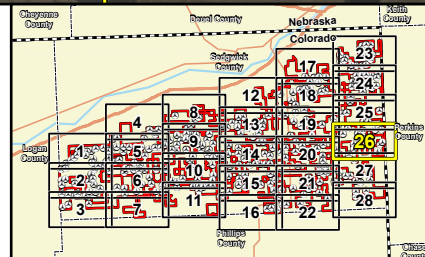 Cheyenne
County
Deuel County
Keith
County
Nebraska
Colorado
Sedgwick
County
Logan
County
Perkins
County
Phillips
County
Chase
1
2
3
4
5
6
7
8
9
10
11
12
13
14
15
16
17
18
19
20
21
22
23
24
25
26
27
28